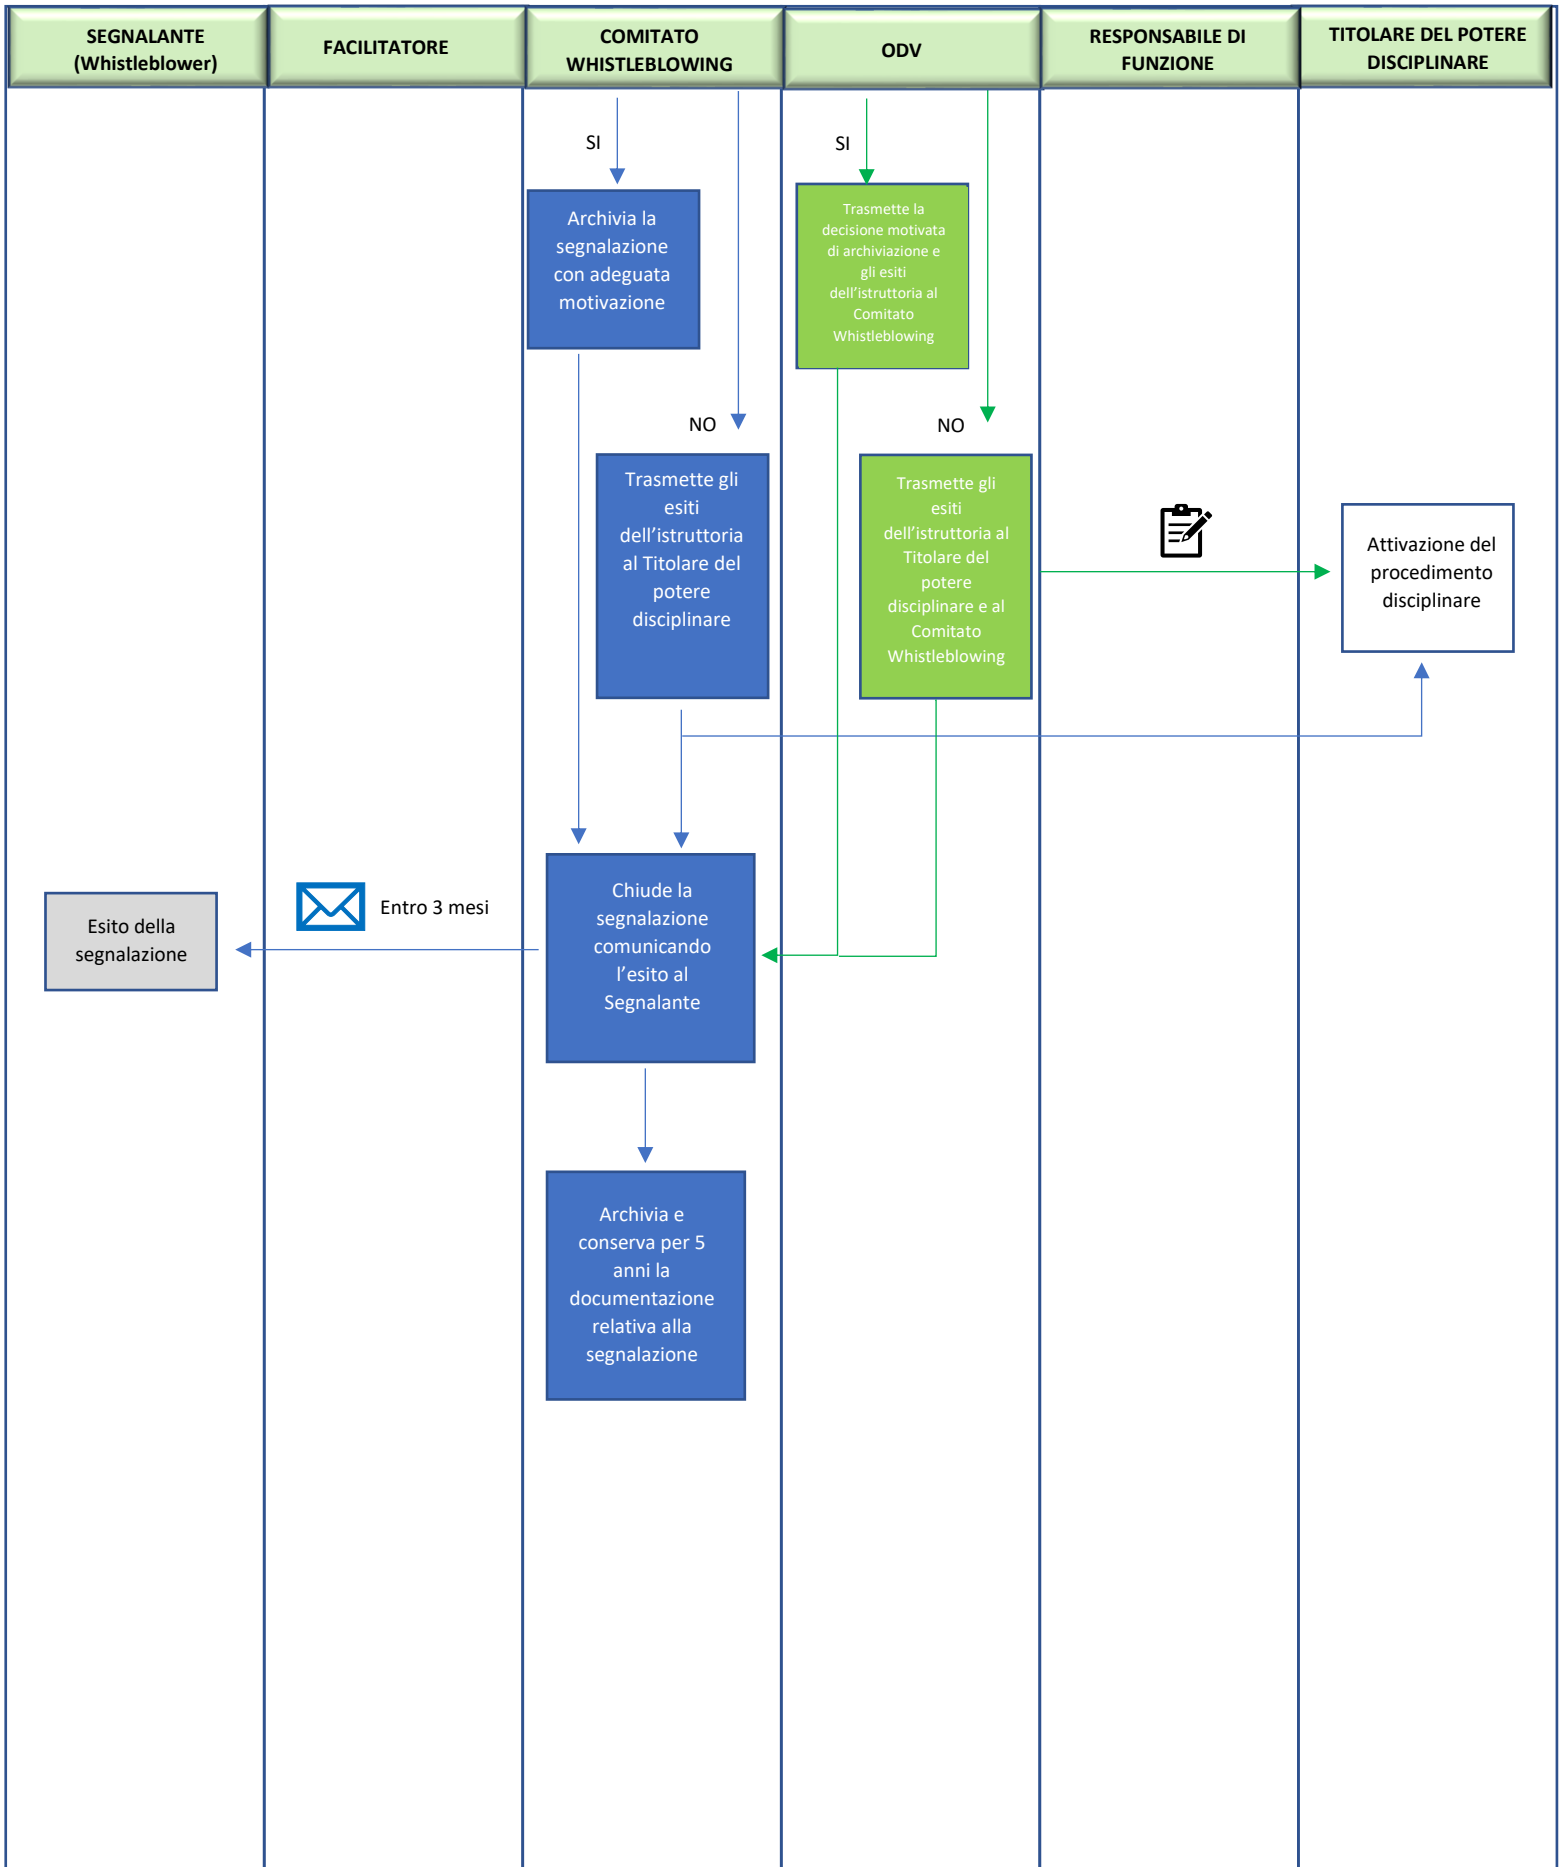 SEGNALANTE
(Whistleblower)
FACILITATORE
COMITATO
WHISTLEBLOWING
ODV
RESPONSABILE DI
FUNZIONE
TITOLARE DEL POTERE
DISCIPLINARE
SI
SI
Archivia la
segnalazione
con adeguata
motivazione
Trasmette la
decisione motivata
di archiviazione e
gli esiti
dell’istruttoria al
Comitato
Whistleblowing
NO
NO
Trasmette gli
esiti
dell’istruttoria
al Titolare del
potere
disciplinare
Trasmette gli
esiti
dell’istruttoria al
Titolare del
potere
disciplinare e al
Comitato
Whistleblowing
Attivazione del
procedimento
disciplinare
Esito della
segnalazione
Entro 3 mesi
Chiude la
segnalazione
comunicando
l’esito al
Segnalante
Archivia e
conserva per 5
anni la
documentazione
relativa alla
segnalazione